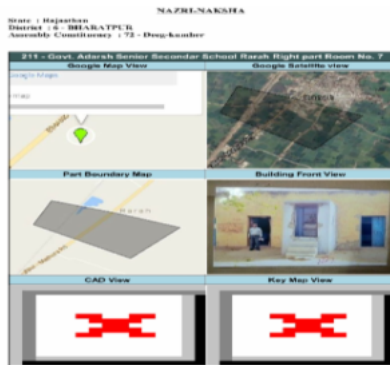 NAZRI-NAKSHA
State : Rajasthan
District : 6 - BHARATPUR
Assembly Constituency : 72 - Deeg-kumher
211 - Govt. Adarsh Senior Secondar School Rarah Right part Room No. 7
Google Map View
Google Satellite view
Google Maps
Part Boundary Map
Building Front View
Rarah
CAD View
Key Map View